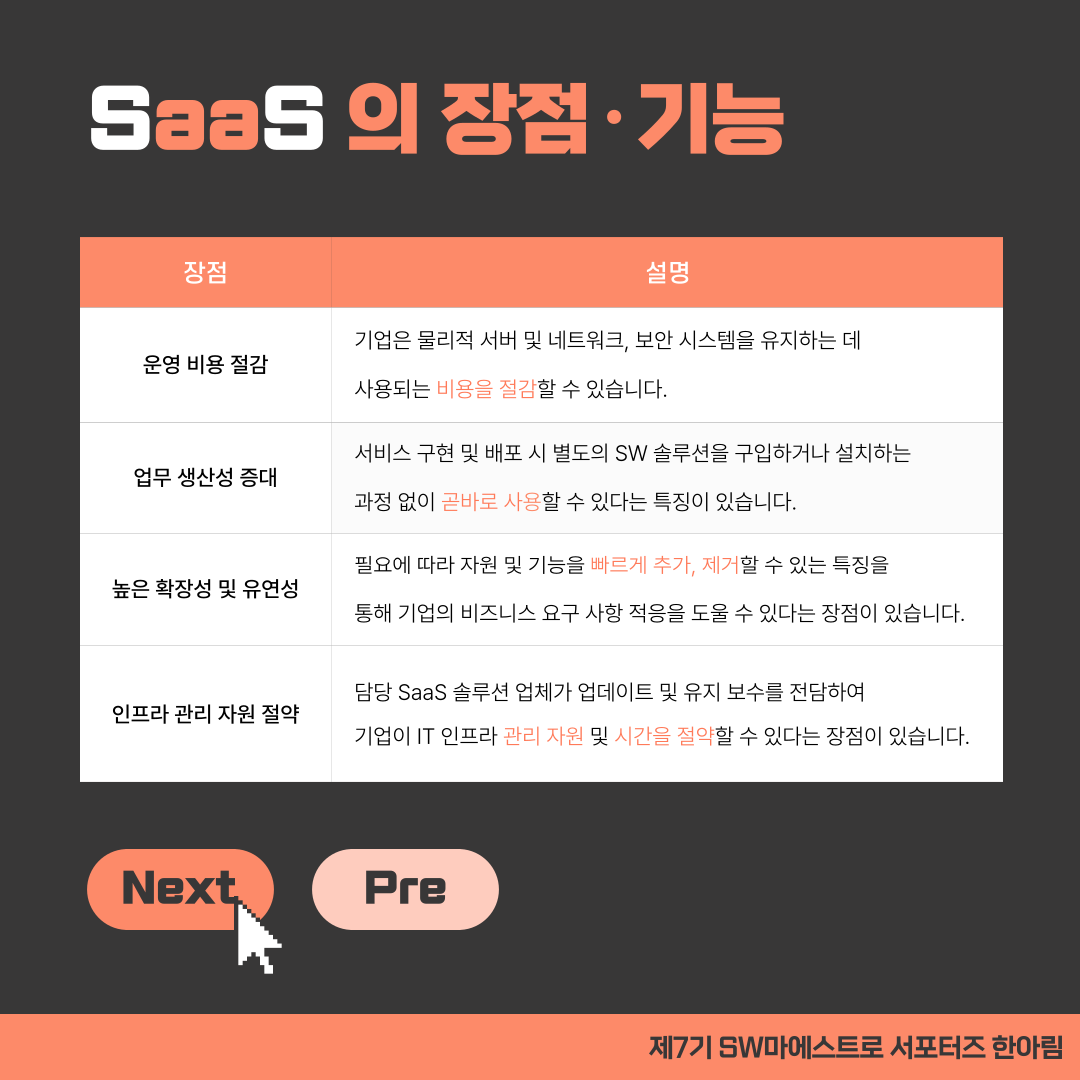 SaaS 의 장점·기능
장점
설명
운영 비용 절감
기업은 물리적 서버 및 네트워크, 보안 시스템을 유지하는 데
사용되는 비용을 절감할 수 있습니다.
업무 생산성 증대
서비스 구현 및 배포 시 별도의 SW 솔루션을 구입하거나 설치하는
과정 없이 곧바로 사용할 수 있다는 특징이 있습니다.
높은 확장성 및 유연성
필요에 따라 자원 및 기능을 빠르게 추가, 제거할 수 있는 특징을
통해 기업의 비즈니스 요구 사항 적응을 도울 수 있다는 장점이 있습니다.
인프라 관리 자원 절약
담당 SaaS 솔루션 업체가 업데이트 및 유지 보수를 전담하여
기업이 IT 인프라 관리 자원 및 시간을 절약할 수 있다는 장점이 있습니다.
Next
Pre
제7기 SW마에스트로 서포터즈 한아림